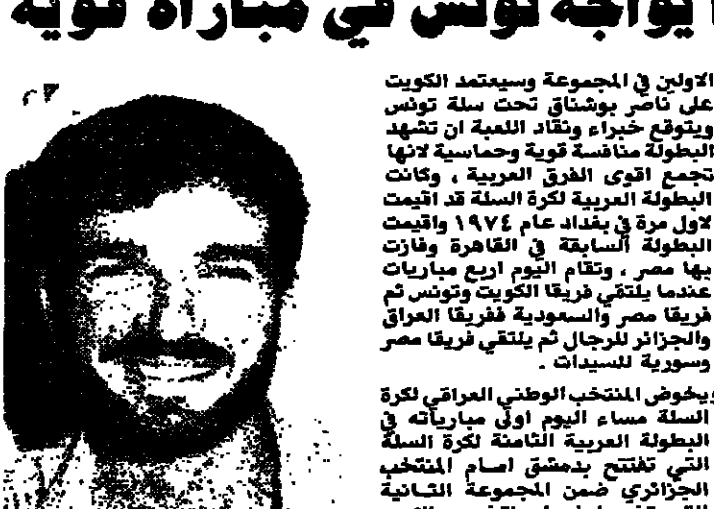 يواجه تونس في مباراة قوية
الاولين في المجموعة وسيعتمد الكويت
على ناصر بوشناق تحت سلة تونس
ويتوقع خبراء ونقاد اللعبة ان تشهد
البطولة منافسة قوية وحماسية لانها
تجمع اقوى الفرق العربية ، وكانت
البطولة العربية لكرة السلة قد اقيمت
لاول مرة في بغداد عام ١٩٧٤ واقيمت
البطولة السابقة في القاهرة وفازت
بها مصر ، وتقام اليوم اربع مباريات
عندما يلتقي فريقا الكويت وتونس ثم
فريقا مصر والسعودية ففريقا العراق
والجزائر للرجال ثم يلتقي فريقا مصر
وسورية للسيدات .
ويخوض المنتخب الوطني العراقي لكرة
السلة مساء اليوم اولى مبارياته في
البطولة العربية الثامنة لكرة السلة
التي تفتتح بدمشق امام المنتخب
الجزائري ضمن المجموعة الثانية